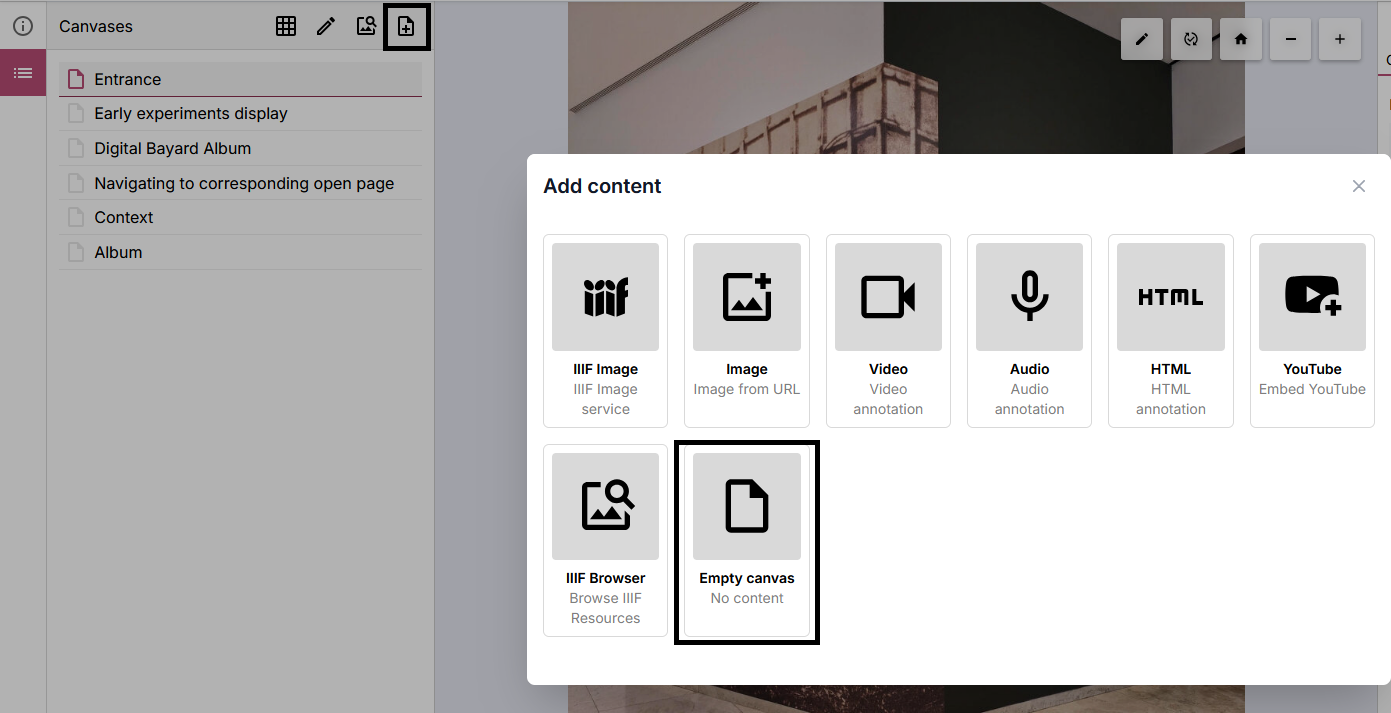 Canvases
Entrance
Early experiments display
Digital Bayard Album
Navigating to corresponding open page
Context
Album
Add content
iiif
IIIF Image
IIIF Image
service
Image
Image from URL
Video
Video
annotation
Audio
Audio
annotation
HTML
HTML
HTML
annotation
YouTube
Embed YouTube
IIIF Browser
Browse IIIF
Resources
Empty canvas
No content